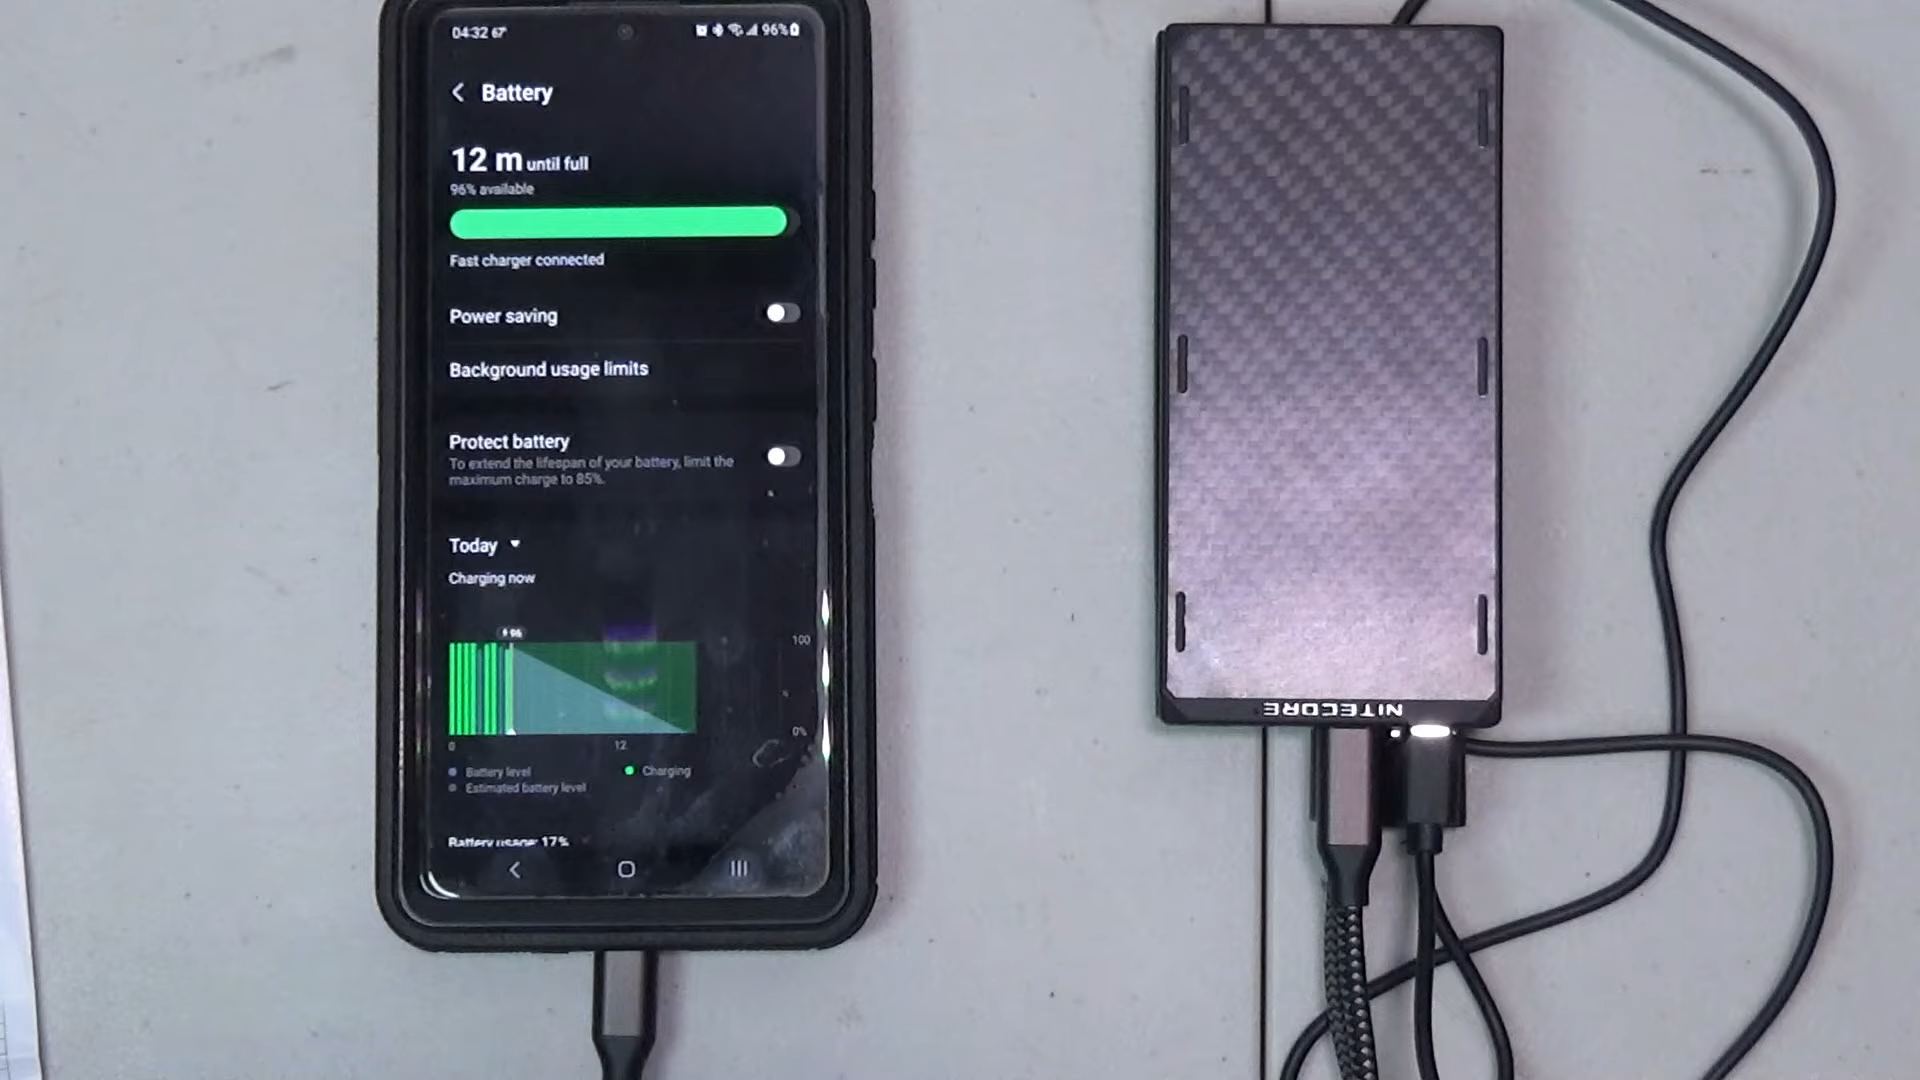 04:32 67°
96%
Battery
12 m until full
96% available
Fast charger connected
Power saving
Background usage limits
Protect battery
To extend the lifespan of your battery, limit the
maximum charge to 85%.
Today
Charging now
96
100
%
0%
0
12
Battery level
Charging
Estimated battery level
Battery usage: 17%
NITECORE